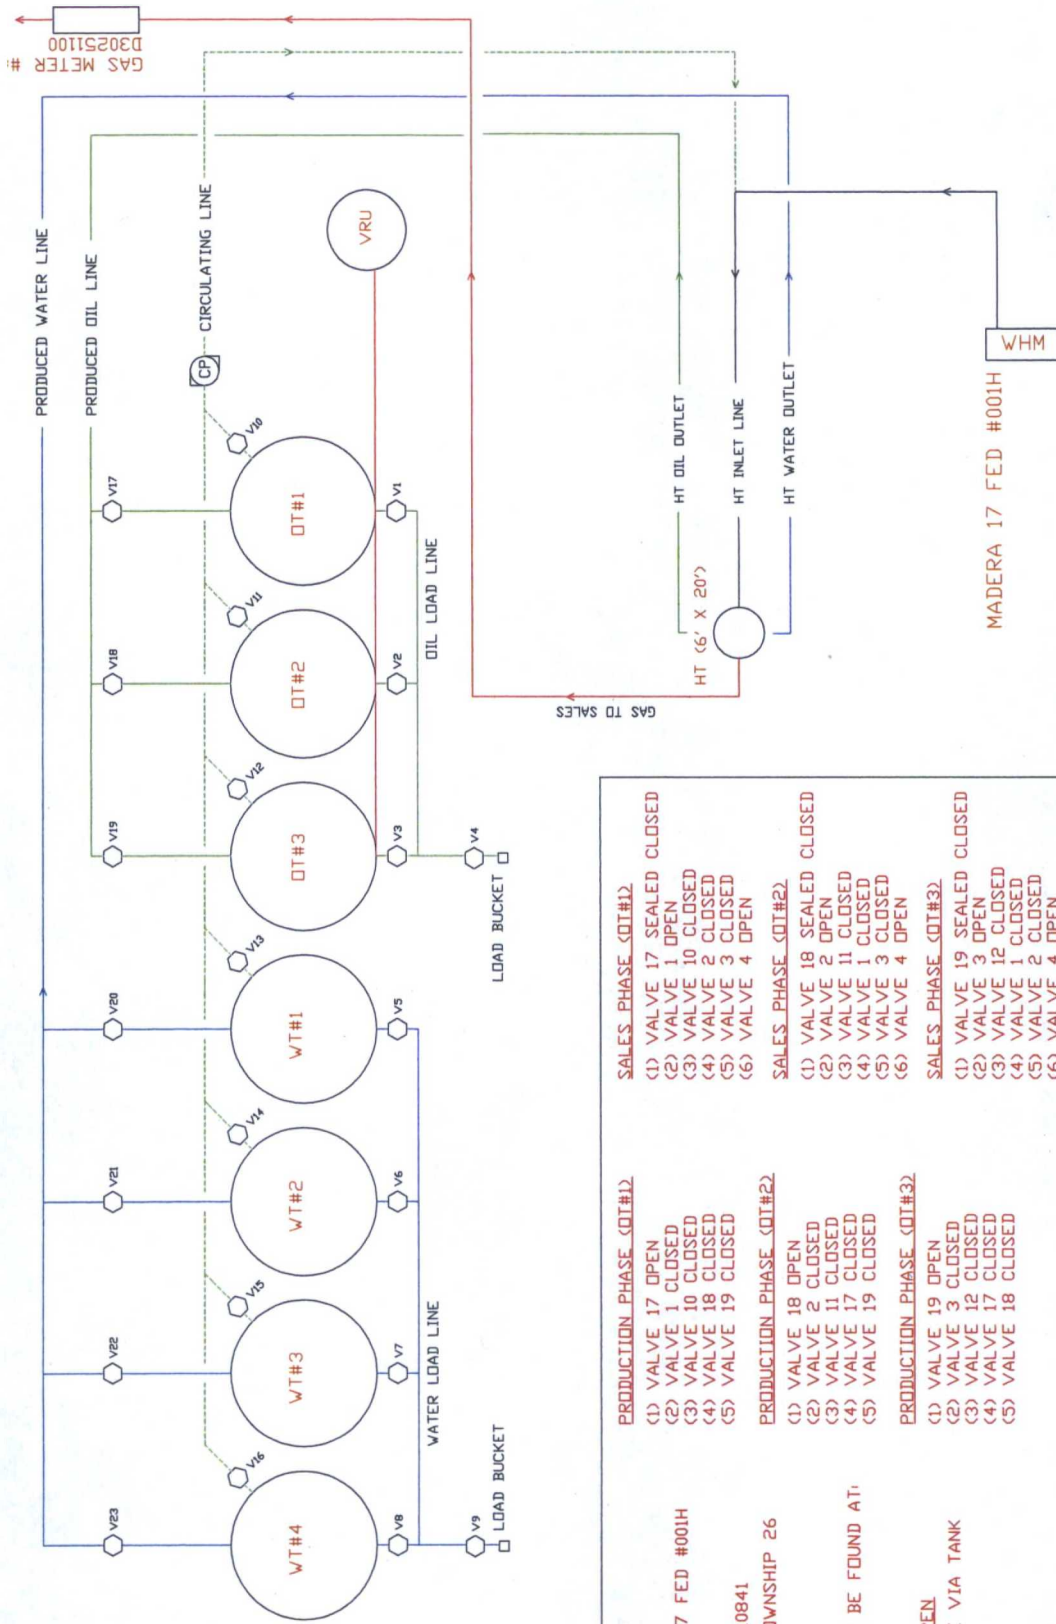 GAS METER #:
D30251100
PRODUCED WATER LINE
PRODUCED OIL LINE
CIRCULATING LINE
CP
VRU
V23
V22
V21
V20
V19
V18
V17
V16
V15
V14
V13
V12
V11
V10
WT#4
WT#3
WT#2
WT#1
OT#3
OT#2
OT#1
V8
V7
V6
V5
V3
V2
V1
WATER LOAD LINE
OIL LOAD LINE
V9
LOAD BUCKET
V4
LOAD BUCKET
GAS TO SALES
HT (6' X 20')
HT OIL OUTLET
HT INLET LINE
HT WATER OUTLET
WHM
MADERA 17 FED #001H
7 FED #001H
0841
WNSHIP 26
BE FOUND AT:
EN
VIA TANK
PRODUCTION PHASE (OT#1)
(1) VALVE 17 OPEN
(2) VALVE 1 CLOSED
(3) VALVE 10 CLOSED
(4) VALVE 18 CLOSED
(5) VALVE 19 CLOSED
PRODUCTION PHASE (OT#2)
(1) VALVE 18 OPEN
(2) VALVE 2 CLOSED
(3) VALVE 11 CLOSED
(4) VALVE 17 CLOSED
(5) VALVE 19 CLOSED
PRODUCTION PHASE (OT#3)
(1) VALVE 19 OPEN
(2) VALVE 3 CLOSED
(3) VALVE 12 CLOSED
(4) VALVE 17 CLOSED
(5) VALVE 18 CLOSED
SALES PHASE (OT#1)
(1) VALVE 17 SEALED CLOSED
(2) VALVE 1 OPEN
(3) VALVE 10 CLOSED
(4) VALVE 2 CLOSED
(5) VALVE 3 CLOSED
(6) VALVE 4 OPEN
SALES PHASE (OT#2)
(1) VALVE 18 SEALED CLOSED
(2) VALVE 2 OPEN
(3) VALVE 11 CLOSED
(4) VALVE 1 CLOSED
(5) VALVE 3 CLOSED
(6) VALVE 4 OPEN
SALES PHASE (OT#3)
(1) VALVE 19 SEALED CLOSED
(2) VALVE 3 OPEN
(3) VALVE 12 CLOSED
(4) VALVE 1 CLOSED
(5) VALVE 2 CLOSED
(6) VALVE 4 OPEN